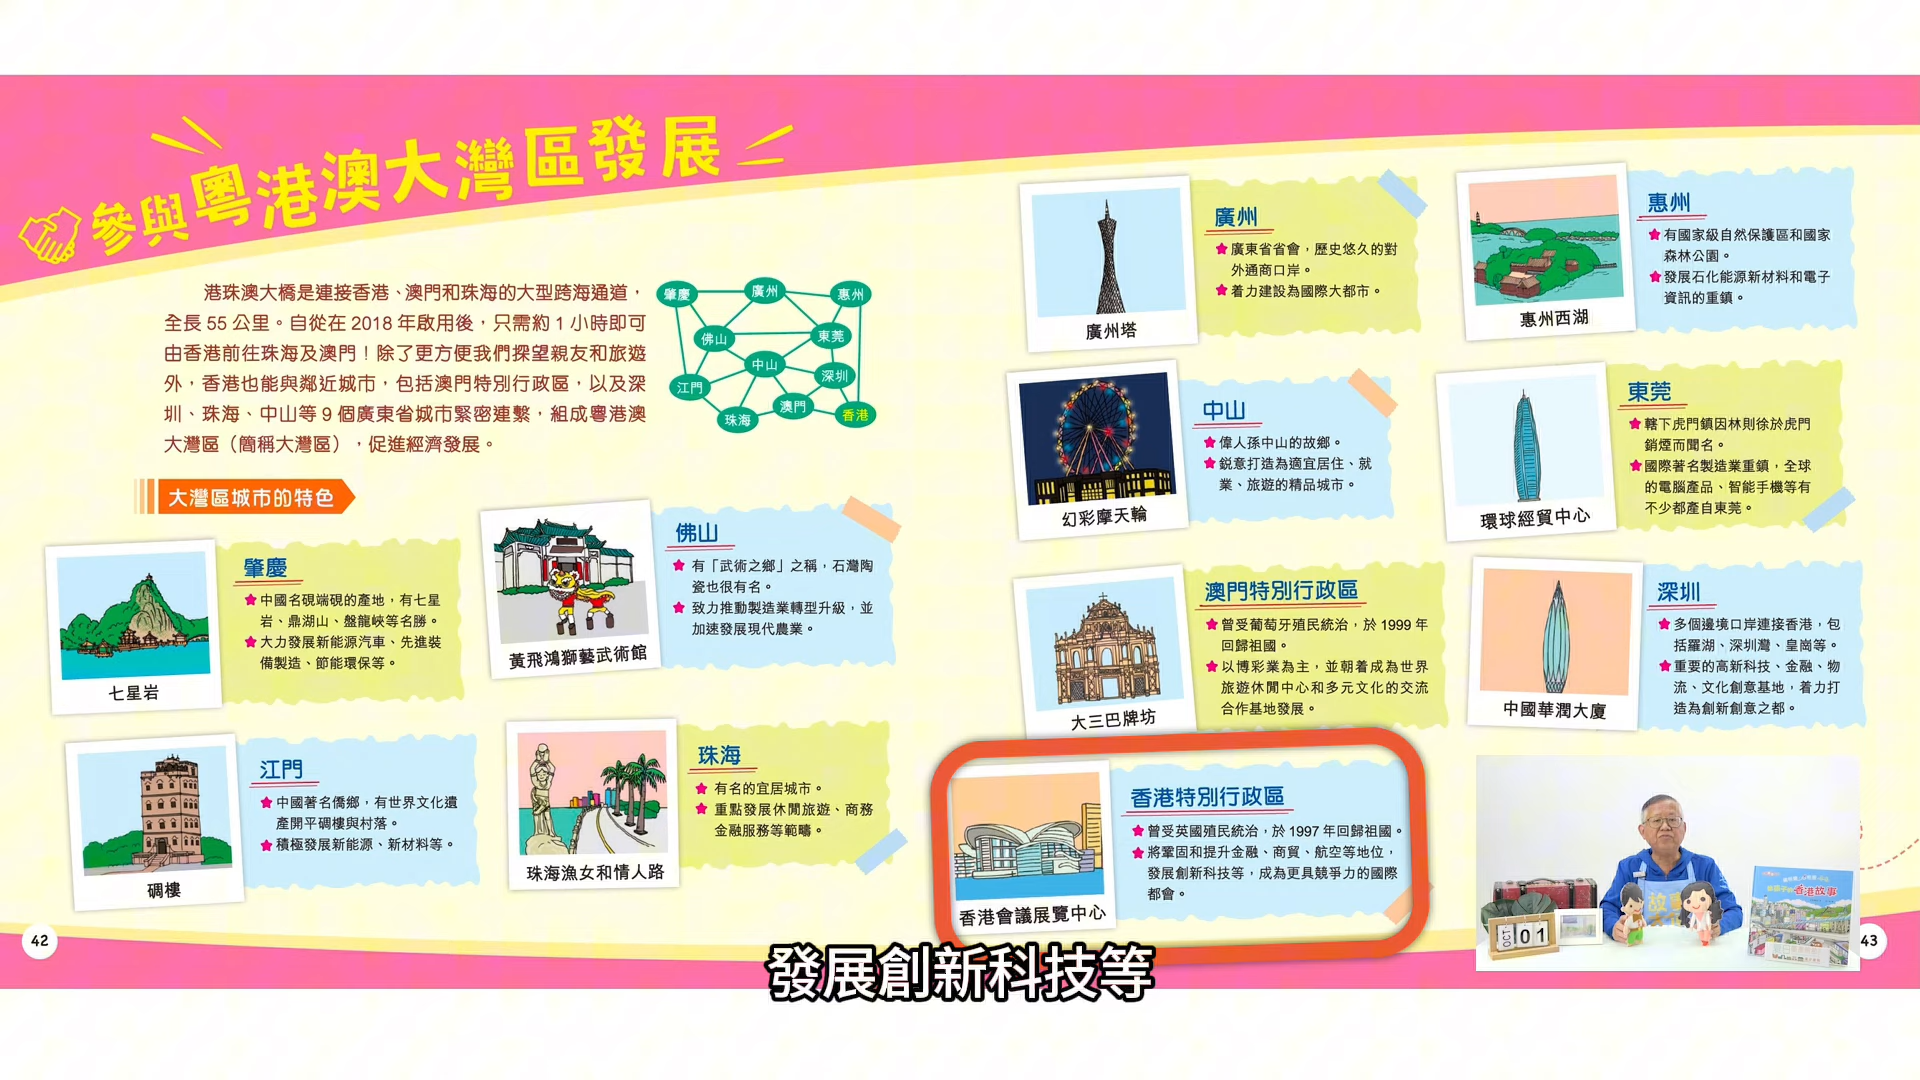 參與粵港澳大灣區發展
港珠澳大橋是連接香港、澳門和珠海的大型跨海通道，
全長 55 公里。自從在 2018 年啟用後，只需約 1 小時即可
由香港前往珠海及澳門！除了更方便我們探望親友和旅遊
外，香港也能與鄰近城市，包括澳門特別行政區，以及深
圳、珠海、中山等 9 個廣東省城市緊密連繫，組成粵港澳
大灣區（簡稱大灣區），促進經濟發展。
肇慶
廣州
惠州
佛山
東莞
中山
深圳
江門
澳門
珠海
香港
大灣區城市的特色
七星岩
肇慶
中國名硯端硯的產地，有七星
岩、鼎湖山、盤龍峽等名勝。
大力發展新能源汽車、先進裝
備製造、節能環保等。
黃飛鴻獅藝武術館
佛山
有「武術之鄉」之稱，石灣陶
瓷也很有名。
致力推動製造業轉型升級，並
加速發展現代農業。
碉樓
江門
中國著名僑鄉，有世界文化遺
產開平碉樓與村落。
積極發展新能源、新材料等。
珠海漁女和情人路
珠海
有名的宜居城市。
重點發展休閒旅遊、商務
金融服務等範疇。
42
廣州塔
廣州
廣東省省會，歷史悠久的對
外通商口岸。
着力建設為國際大都市。
惠州西湖
惠州
有國家級自然保護區和國家
森林公園。
發展石化能源新材料和電子
資訊的重鎮。
幻彩摩天輪
中山
偉人孫中山的故鄉。
鋭意打造為適宜居住、就
業、旅遊的精品城市。
環球經貿中心
東莞
轄下虎門鎮因林則徐於虎門
銷煙而聞名。
國際著名製造業重鎮，全球
的電腦產品、智能手機等有
不少都產自東莞。
大三巴牌坊
澳門特別行政區
曾受葡萄牙殖民統治，於 1999 年
回歸祖國。
以博彩業為主，並朝着成為世界
旅遊休閒中心和多元文化的交流
合作基地發展。
中國華潤大廈
深圳
多個邊境口岸連接香港，包
括羅湖、深圳灣、皇崗等。
重要的高新科技、金融、物
流、文化創意基地，着力打
造為創新創意之都。
香港會議展覽中心
香港特別行政區
曾受英國殖民統治，於 1997 年回歸祖國。
將鞏固和提升金融、商貿、航空等地位，
發展創新科技等，成為更具競爭力的國際
都會。
OCT 01
香港故事
43
發展創新科技等